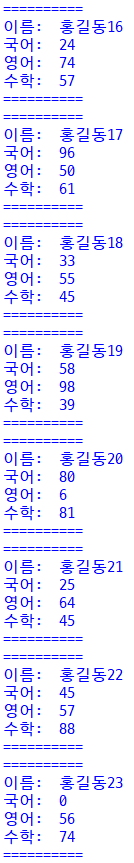 ==========
이름:  홍길동16
국어:  24
영어:  74
수학:  57
==========
==========
이름:  홍길동17
국어:  96
영어:  50
수학:  61
==========
==========
이름:  홍길동18
국어:  33
영어:  55
수학:  45
==========
==========
이름:  홍길동19
국어:  58
영어:  98
수학:  39
==========
==========
이름:  홍길동20
국어:  80
영어:  6
수학:  81
==========
==========
이름:  홍길동21
국어:  25
영어:  64
수학:  45
==========
==========
이름:  홍길동22
국어:  45
영어:  57
수학:  88
==========
==========
이름:  홍길동23
국어:  0
영어:  56
수학:  74
==========